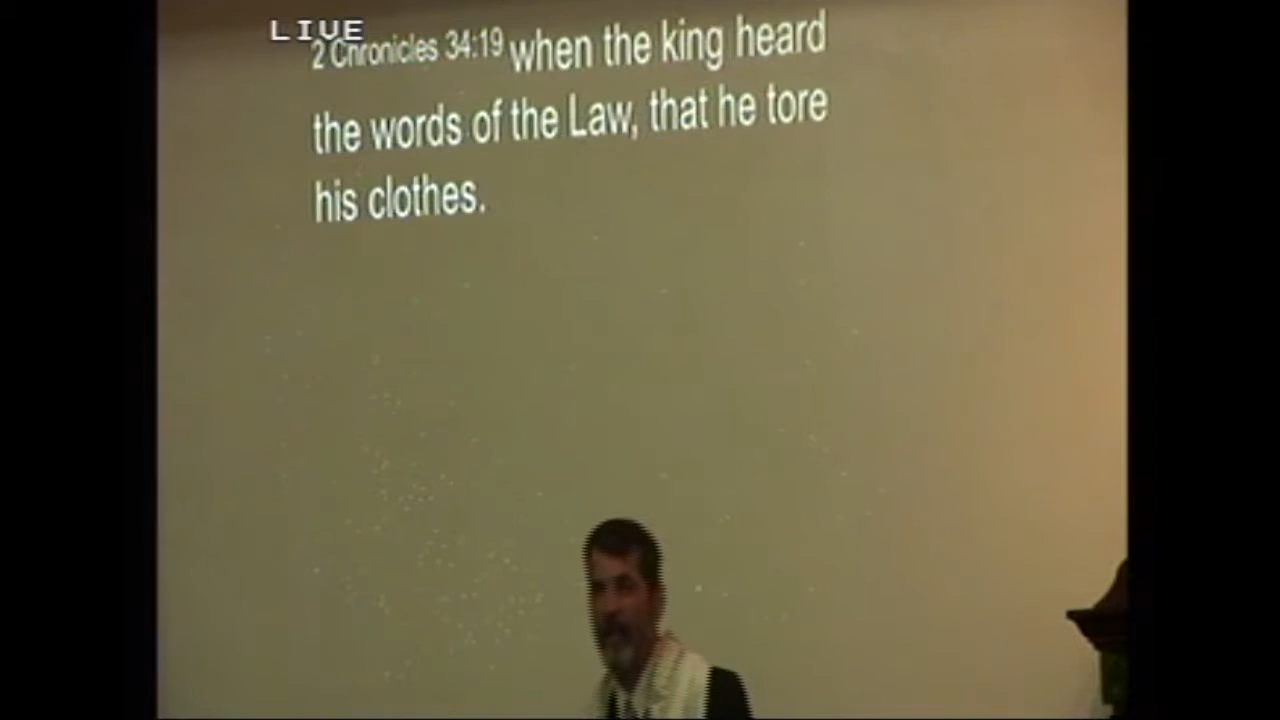 LIVE
2 Chronicles 34:19 when the king heard
the words of the Law, that he tore
his clothes.